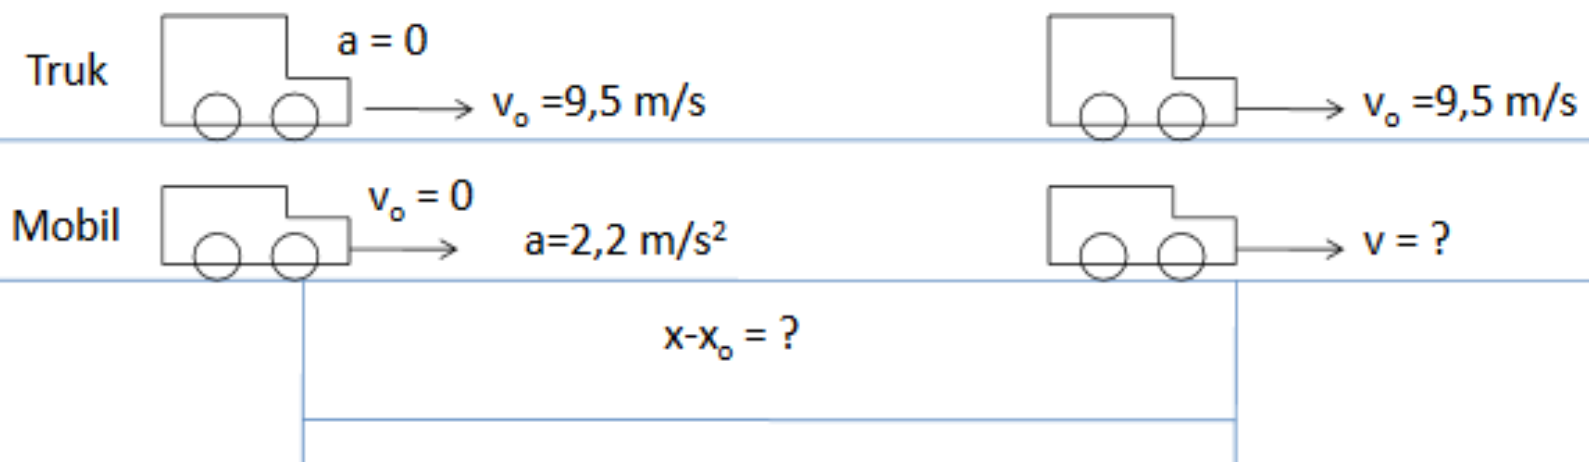 Truk
a = 0
vo =9,5 m/s
vo =9,5 m/s
Mobil
vo = 0
a=2,2 m/s²
v = ?
x-xo = ?